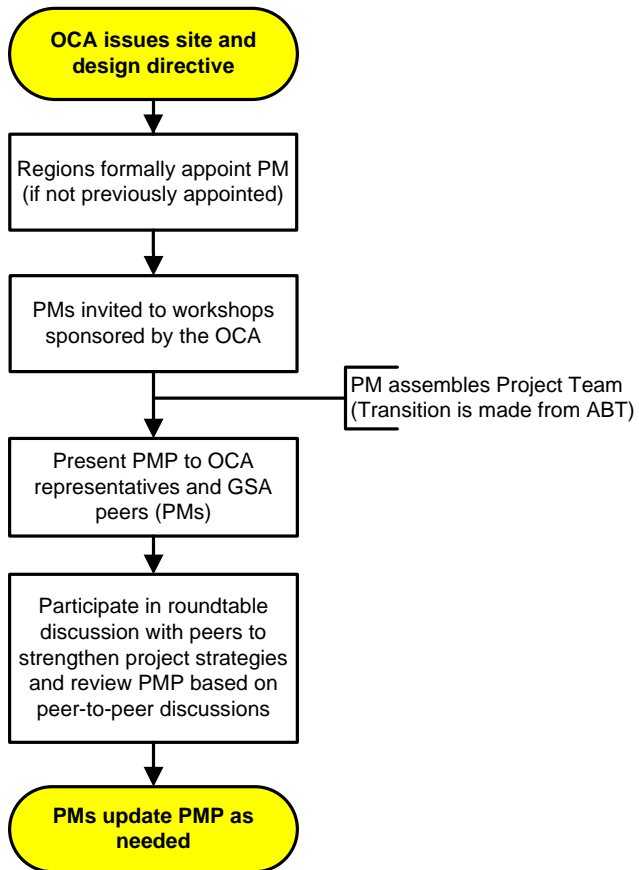 OCA issues site and
design directive
Regions formally appoint PM
(if not previously appointed)
PMs invited to workshops
sponsored by the OCA
PM assembles Project Team
(Transition is made from ABT)
Present PMP to OCA
representatives and GSA
peers (PMs)
Participate in roundtable
discussion with peers to
strengthen project strategies
and review PMP based on
peer-to-peer discussions
PMs update PMP as
needed